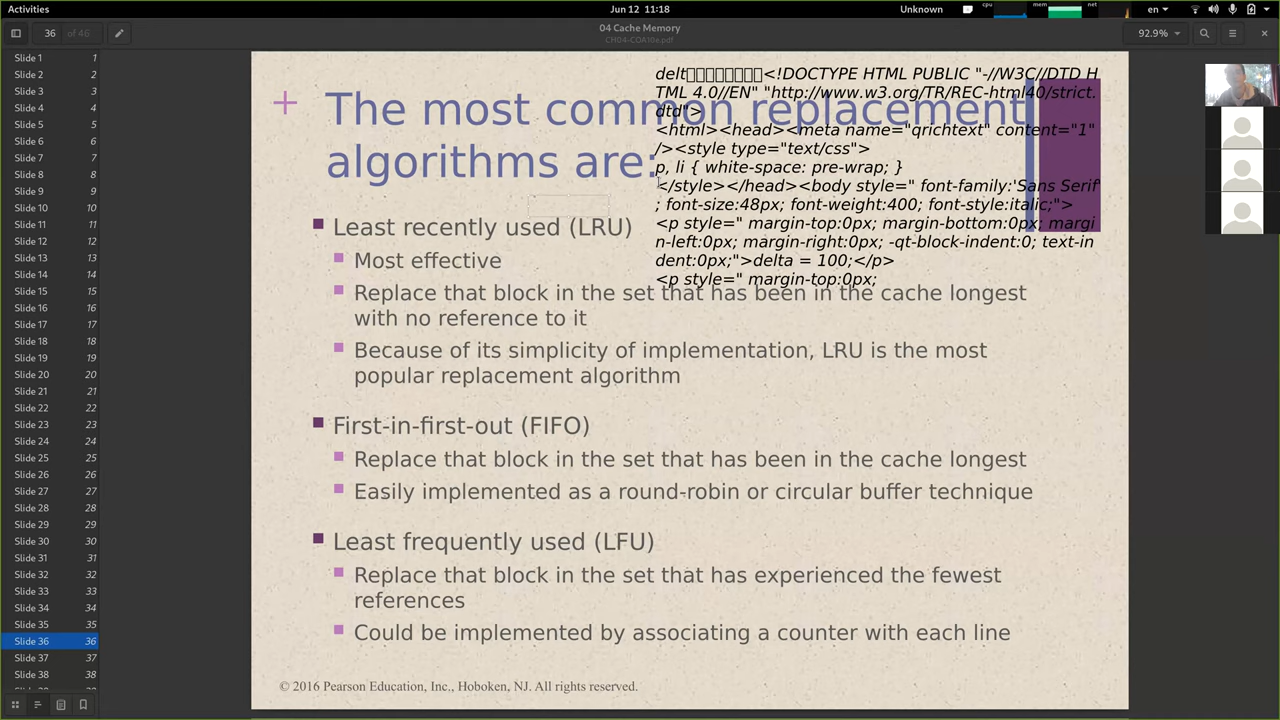 Activities
Jun 12 11:18
Unknown
cpu
mem
net
en
36 of 46
04 Cache Memory
CH04-COA10e.pdf
92.9%
Slide 1 1
Slide 2 2
Slide 3 3
Slide 4 4
Slide 5 5
Slide 6 6
Slide 7 7
Slide 8 8
Slide 9 9
Slide 10 10
Slide 11 11
Slide 12 12
Slide 13 13
Slide 14 14
Slide 15 15
Slide 16 16
Slide 17 17
Slide 18 18
Slide 19 19
Slide 20 20
Slide 21 21
Slide 22 22
Slide 23 23
Slide 24 24
Slide 25 25
Slide 26 26
Slide 27 27
Slide 28 28
Slide 29 29
Slide 30 30
Slide 31 31
Slide 32 32
Slide 33 33
Slide 34 34
Slide 35 35
Slide 36 36
Slide 37 37
Slide 38 38
+
The most common replacement
algorithms are:
delt<!DOCTYPE HTML PUBLIC "-//W3C//DTD H
TML 4.0//EN" "http://www.w3.org/TR/REC-html40/strict.
dtd">
<html><head><meta name="qrichtext" content="1"
/><style type="text/css">
p, li { white-space: pre-wrap; }
</style></head><body style=" font-family:'Sans Serif'
; font-size:48px; font-weight:400; font-style:italic;">
<p style=" margin-top:0px; margin-bottom:0px; margi
n-left:0px; margin-right:0px; -qt-block-indent:0; text-in
dent:0px;">delta = 100;</p>
<p style=" margin-top:0px;
Least recently used (LRU)
Most effective
Replace that block in the set that has been in the cache longest
with no reference to it
Because of its simplicity of implementation, LRU is the most
popular replacement algorithm
First-in-first-out (FIFO)
Replace that block in the set that has been in the cache longest
Easily implemented as a round-robin or circular buffer technique
Least frequently used (LFU)
Replace that block in the set that has experienced the fewest
references
Could be implemented by associating a counter with each line
© 2016 Pearson Education, Inc., Hoboken, NJ. All rights reserved.